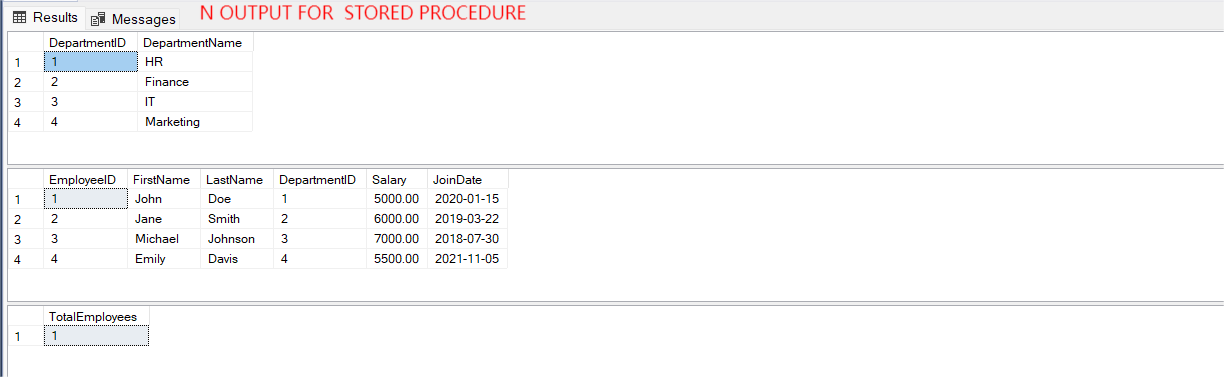 Results Messages N OUTPUT FOR STORED PROCEDURE
DepartmentID DepartmentName
1 1 HR
2 2 Finance
3 3 IT
4 4 Marketing
EmployeeID FirstName LastName DepartmentID Salary JoinDate
1 1 John Doe 1 5000.00 2020-01-15
2 2 Jane Smith 2 6000.00 2019-03-22
3 3 Michael Johnson 3 7000.00 2018-07-30
4 4 Emily Davis 4 5500.00 2021-11-05
TotalEmployees
1 1